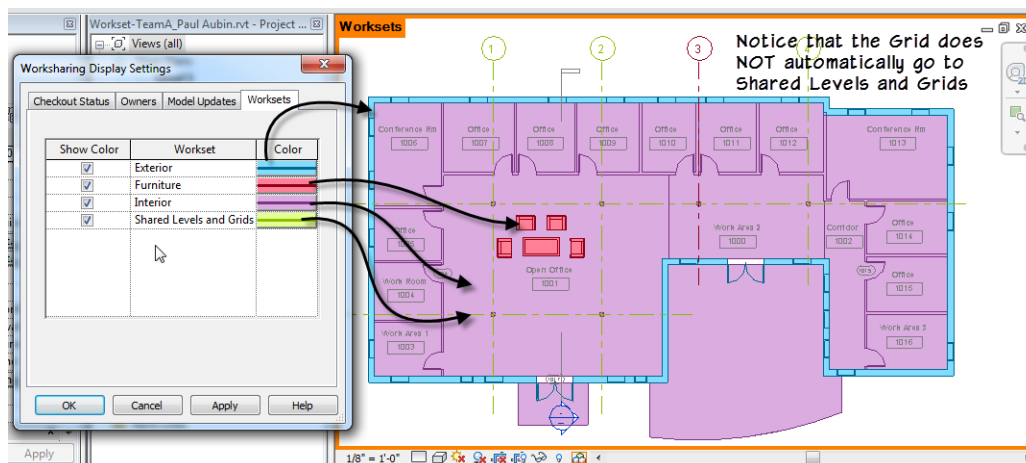 Workset-TeamA_Paul Aubin.rvt - Project ...
Views (all)
Worksharing Display Settings
Checkout Status
Owners
Model Updates
Worksets
Show Color
Workset
Color
Exterior
Furniture
Interior
Shared Levels and Grids
OK
Cancel
Apply
Help
Apply
Worksets
Notice that the Grid does
NOT automatically go to
Shared Levels and Grids
1
2
3
Conference Rm
1006
Office
1007
Office
1008
Office
1009
Office
1010
Office
1011
Office
1012
Conference Rm
1013
Office
Work Area 2
1000
Corridor
1002
Office
1014
Open Office
1001
Work Room
1004
Office
1015
Work Area 1
1003
Work Area 3
1016
1/8" = 1'-0"
2D